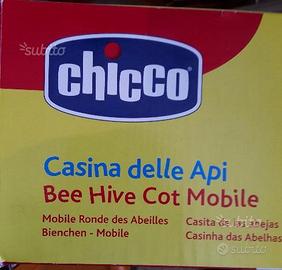 subito
chicco
Casina delle Api
Bee Hive Cot Mobile
Mobile Ronde des Abeilles
Casita de las abejas
Bienchen - Mobile
Casinha das Abelhas
subito